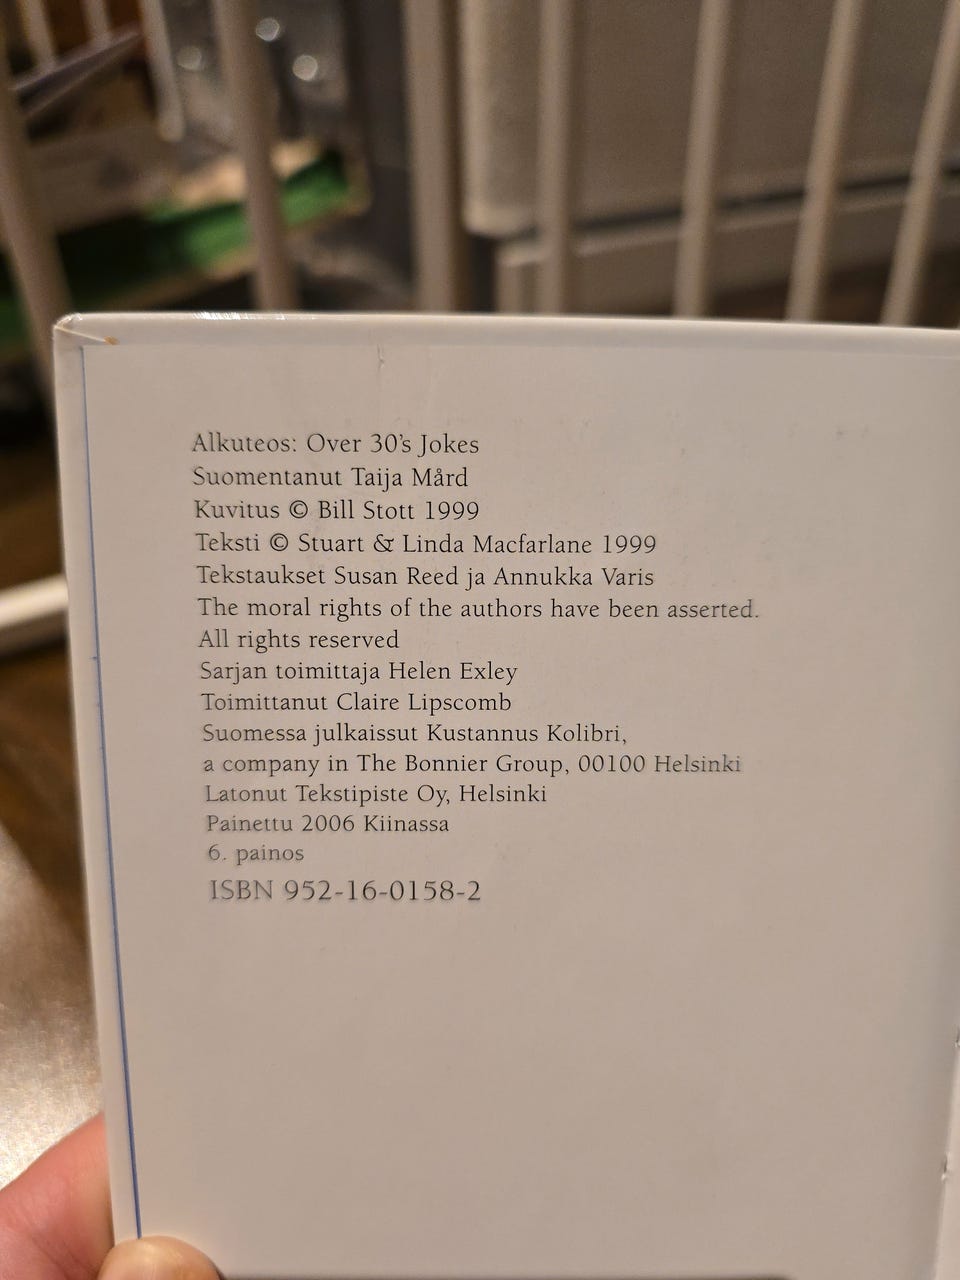 Alkuteos: Over 30's Jokes
Suomentanut Taija Mård
Kuvitus © Bill Stott 1999
Teksti © Stuart & Linda Macfarlane 1999
Tekstaukset Susan Reed ja Annukka Varis
The moral rights of the authors have been asserted.
All rights reserved
Sarjan toimittaja Helen Exley
Toimittanut Claire Lipscomb
Suomessa julkaissut Kustannus Kolibri,
a company in The Bonnier Group, 00100 Helsinki
Latonut Tekstipiste Oy, Helsinki
Painettu 2006 Kiinassa
6. painos
ISBN 952-16-0158-2